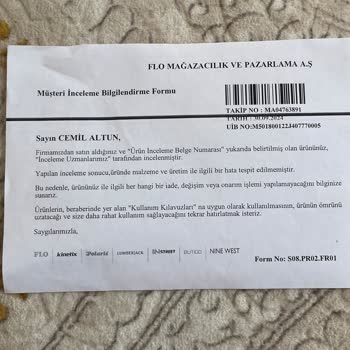 FLO MAĞAZACILIK VE PAZARLAMA A.Ş
Müşteri İnceleme Bilgilendirme Formu
TAKİP NO : MA04763891
TARİH : 30.09.2024
UİB NO:M501800122J407770005
Sayın CEMİL ALTUN,
Firmamızdan satın aldığınız ve "Ürün İnceleme Belge Numarası" yukarıda belirtilmiş olan ürününüz,
"İnceleme Uzmanlarımız" tarafından incelenmiştir.
Yapılan inceleme sonucu,üründe malzeme ve üretim ile ilgili bir hata tespit edilmemiştir.
Bu nedenle, ürününüz ile ilgili her hangi bir iade, değişim veya onarım işlemi yapılamayacağını bilginize
sunarız.
Ürünlerin, beraberinde yer alan "Kullanım Kılavuzları" na uygun olarak kullanılmasının, ürünün ömrünü
uzatacağı ve size daha rahat kullanım sağlayacağını tekrar hatırlatmak isteriz.
Saygılarımızla,
FLO kinetix Polaris LUMBERJACK BUTIGO NINE WEST
Form No: S08.PR02.FR01